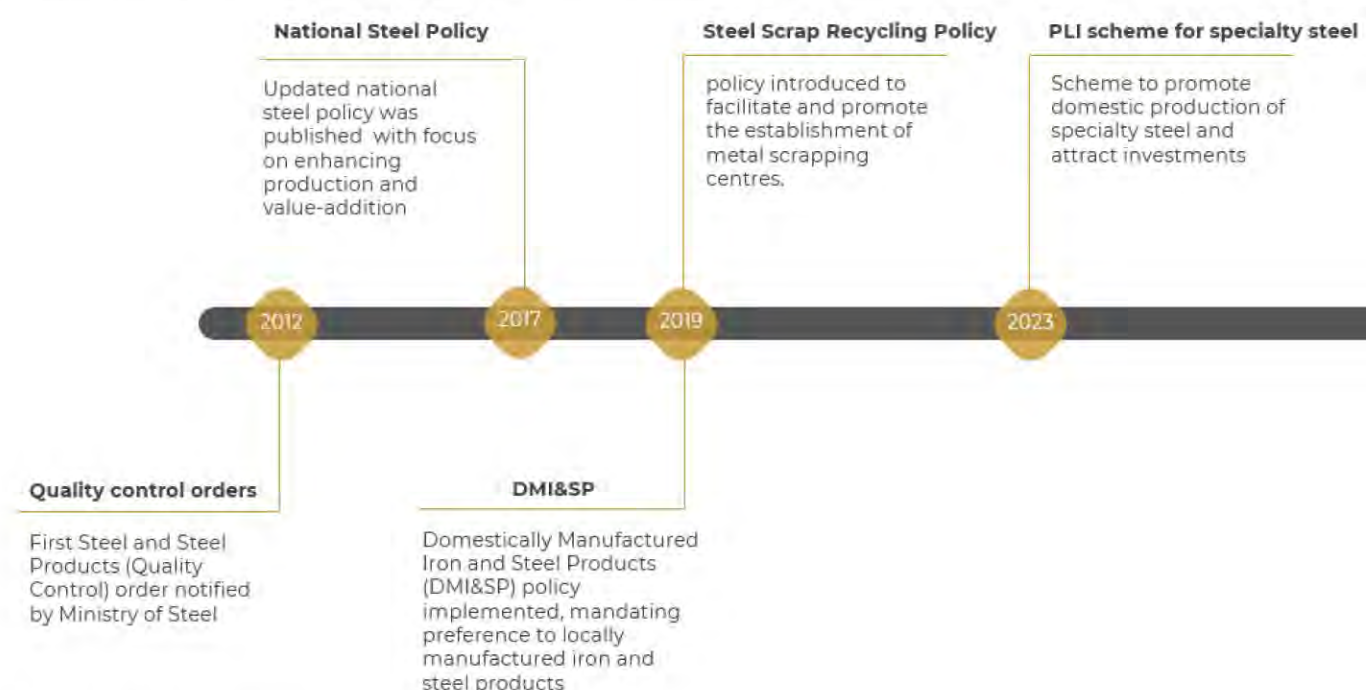 National Steel Policy
Updated national
steel policy was
published with focus
on enhancing
production and
value-addition
Steel Scrap Recycling Policy
policy introduced to
facilitate and promote
the establishment of
metal scrapping
centres.
PLI scheme for specialty steel
Scheme to promote
domestic production of
specialty steel and
attract investments
2012
2017
2019
2023
Quality control orders
First Steel and Steel
Products (Quality
Control) order notified
by Ministry of Steel
DMI&SP
Domestically Manufactured
Iron and Steel Products
(DMI&SP) policy
implemented, mandating
preference to locally
manufactured iron and
steel products